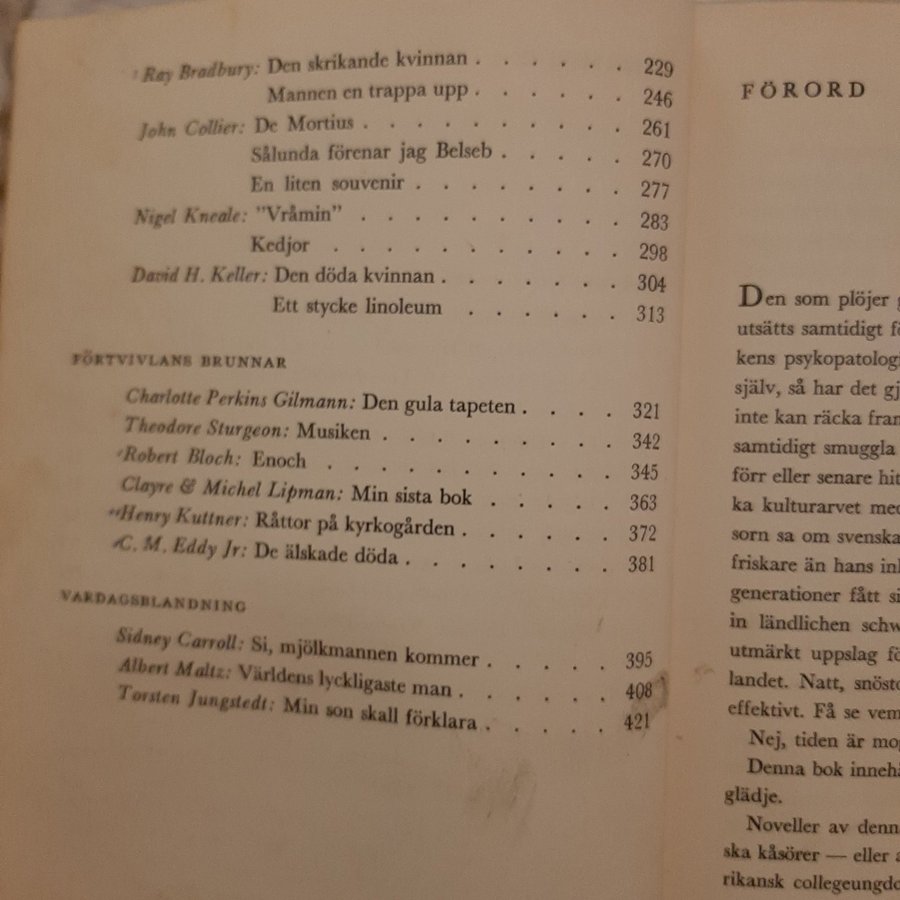 Ray Bradbury: Den skrikande kvinnan . . . . . . 229
Mannen en trappa upp . . . . . . 246
John Collier: De Mortius . . . . . . . . . . 261
Sålunda förenar jag Belseb . . . . . 270
En liten souvenir . . . . . . . . 277
Nigel Kneale: ”Vråmin” . . . . . . . . . . 283
Kedjor . . . . . . . . . . . 298
David H. Keller: Den döda kvinnan . . . . . . . 304
Ett stycke linoleum . . . . . . 313
FÖRTVIVLANS BRUNNAR
Charlotte Perkins Gilmann: Den gula tapeten . . . . 321
Theodore Sturgeon: Musiken . . . . . . . . . 342
Robert Bloch: Enoch . . . . . . . . . . . 345
Clayre & Michel Lipman: Min sista bok . . . . . 363
Henry Kuttner: Råttor på kyrkogården . . . . . . 372
C. M. Eddy Jr: De älskade döda . . . . . . . . 381
VARDAGSBLANDNING
Sidney Carroll: Si, mjölkmannen kommer . . . . . 395
Albert Maltz: Världens lyckligaste man . . . . . . 408
Torsten Jungstedt: Min son skall förklara . . . . . 421
FÖRORD
Den som plöjer
utsätts samtidigt
kens
själv, så har det
inte kan räcka
samtidigt smuggla
förr eller senare
ka kulturarvet
sorn sa om svenska
friskare än hans
generationer fått
in ländlichen
utmärkt uppslag
landet. Natt,
effektivt. Få se vem
Nej, tiden är
Denna bok
glädje.
Noveller av
ska kåsörer — eller
rikansk